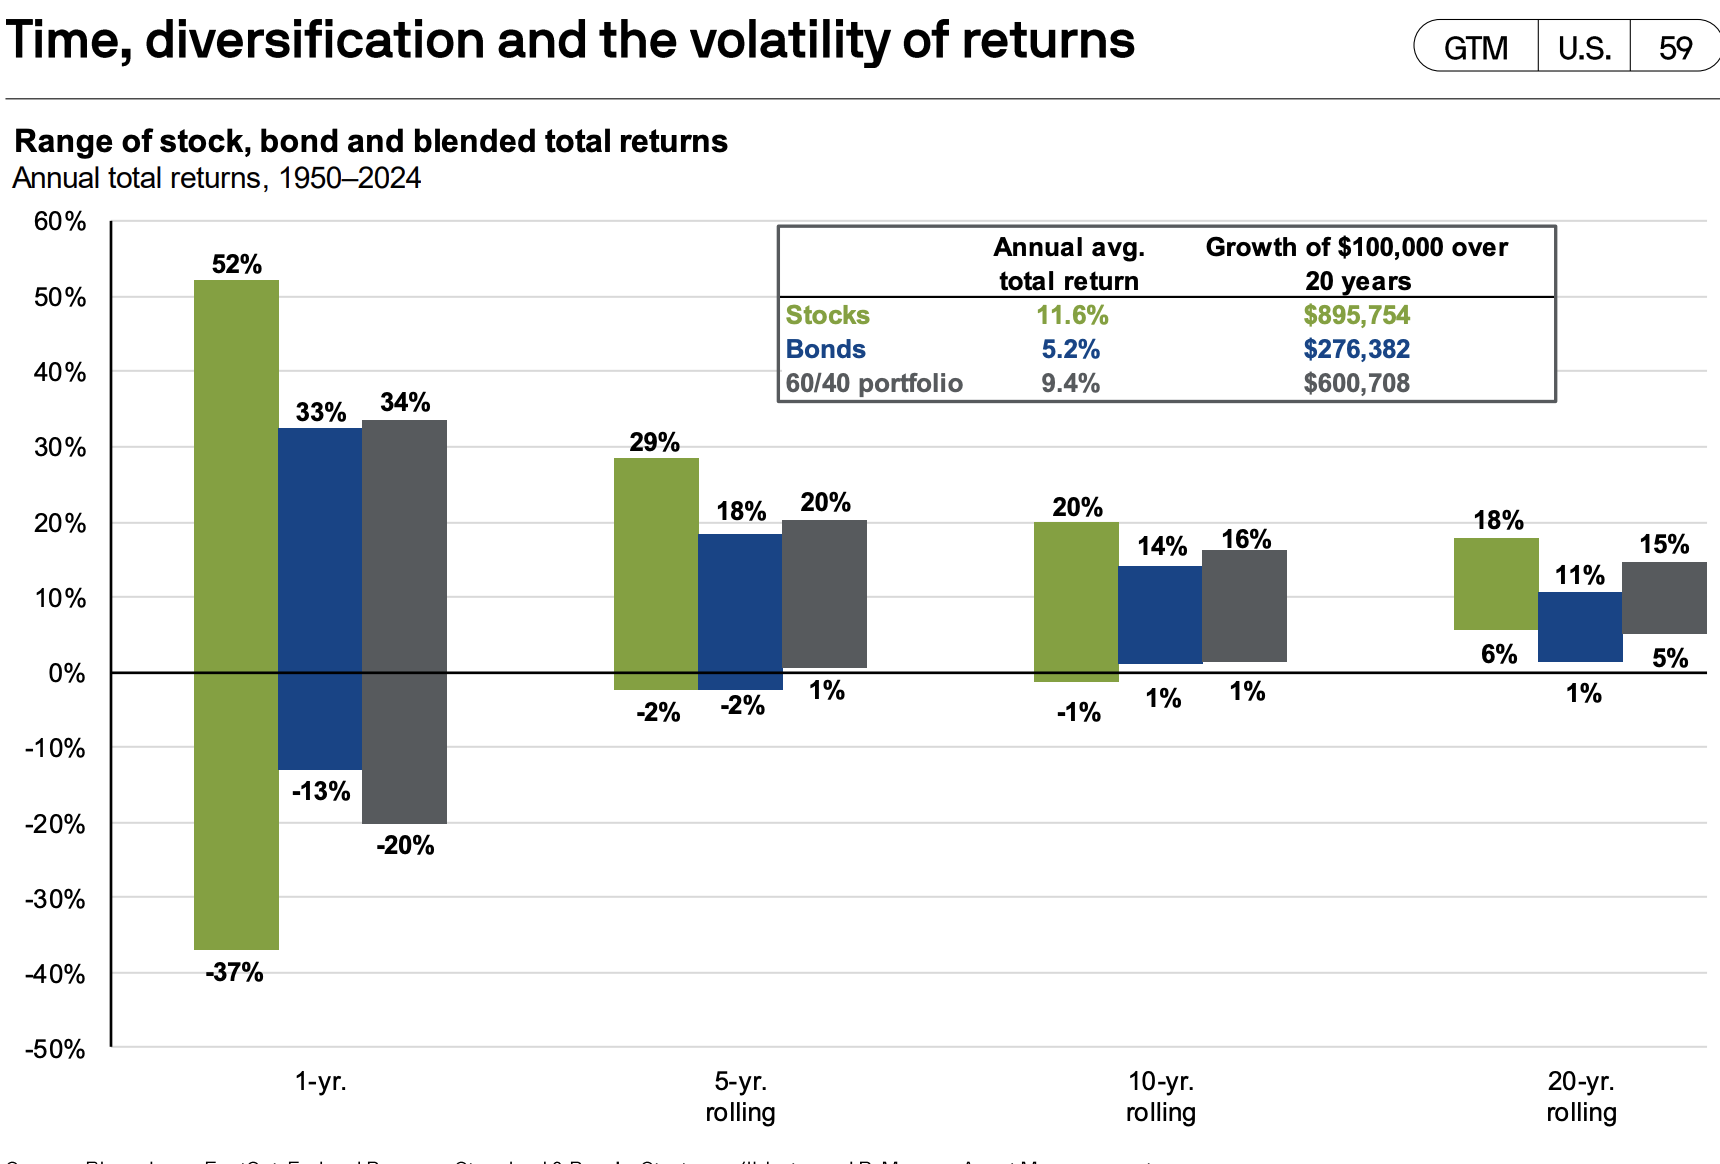 Time, diversification and the volatility of returns
GTM U.S. 59
Range of stock, bond and blended total returns
Annual total returns, 1950–2024
60%
50%
40%
30%
20%
10%
0%
-10%
-20%
-30%
-40%
-50%
Annual avg. total return
Growth of $100,000 over 20 years
Stocks 11.6% $895,754
Bonds 5.2% $276,382
60/40 portfolio 9.4% $600,708
52%
33%
34%
-37%
-13%
-20%
29%
18%
20%
-2%
-2%
1%
20%
14%
16%
-1%
1%
1%
18%
11%
15%
6%
1%
5%
1-yr.
5-yr. rolling
10-yr. rolling
20-yr. rolling